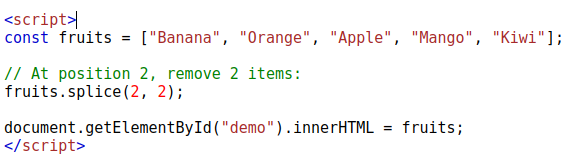 <script>
const fruits = ["Banana", "Orange", "Apple", "Mango", "Kiwi"];
// At position 2, remove 2 items:
fruits.splice(2, 2);
document.getElementById("demo").innerHTML = fruits;
</script>